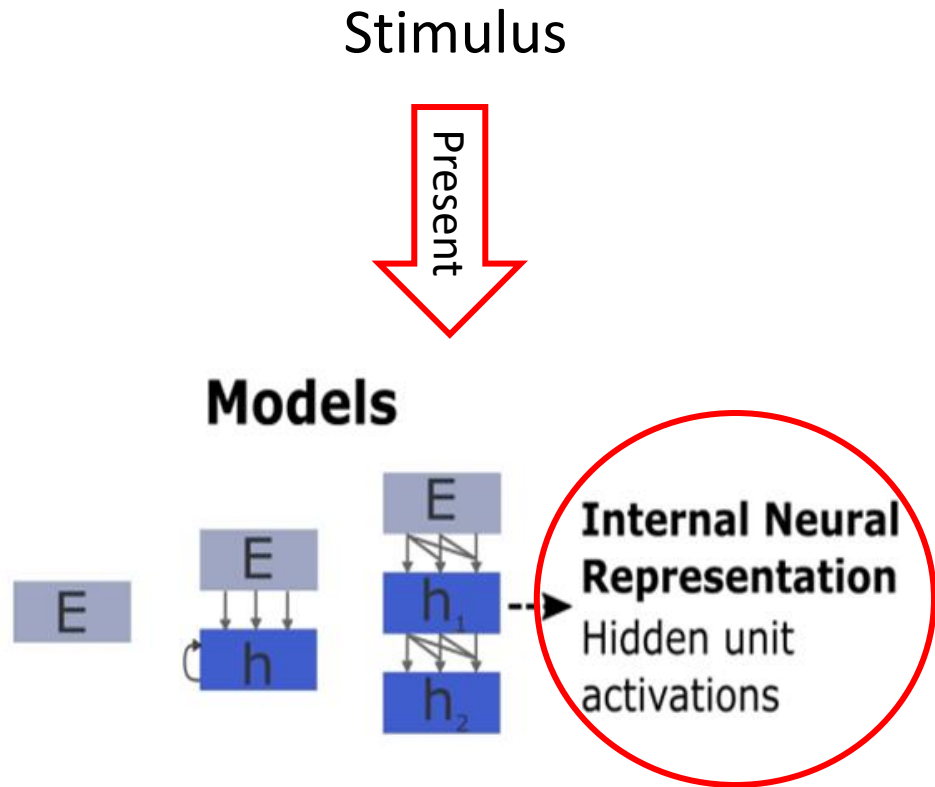 Stimulus
Present
Models
E
E
h
E
h₁
h₂
Internal Neural
Representation
Hidden unit
activations